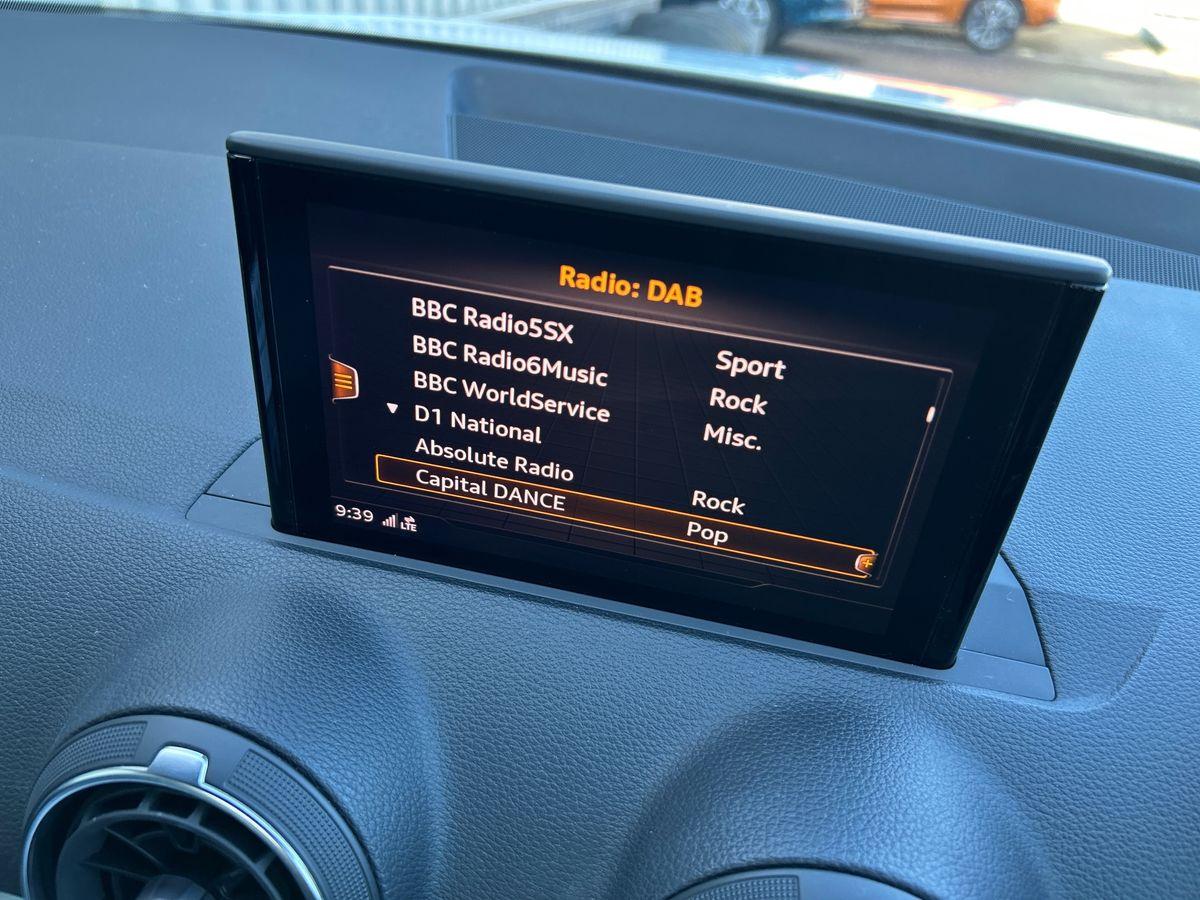 Radio: DAB
BBC Radio5SX Sport
BBC Radio6Music Rock
BBC WorldService Misc.
D1 National
Absolute Radio Rock
Capital DANCE Pop
9:39 LTE